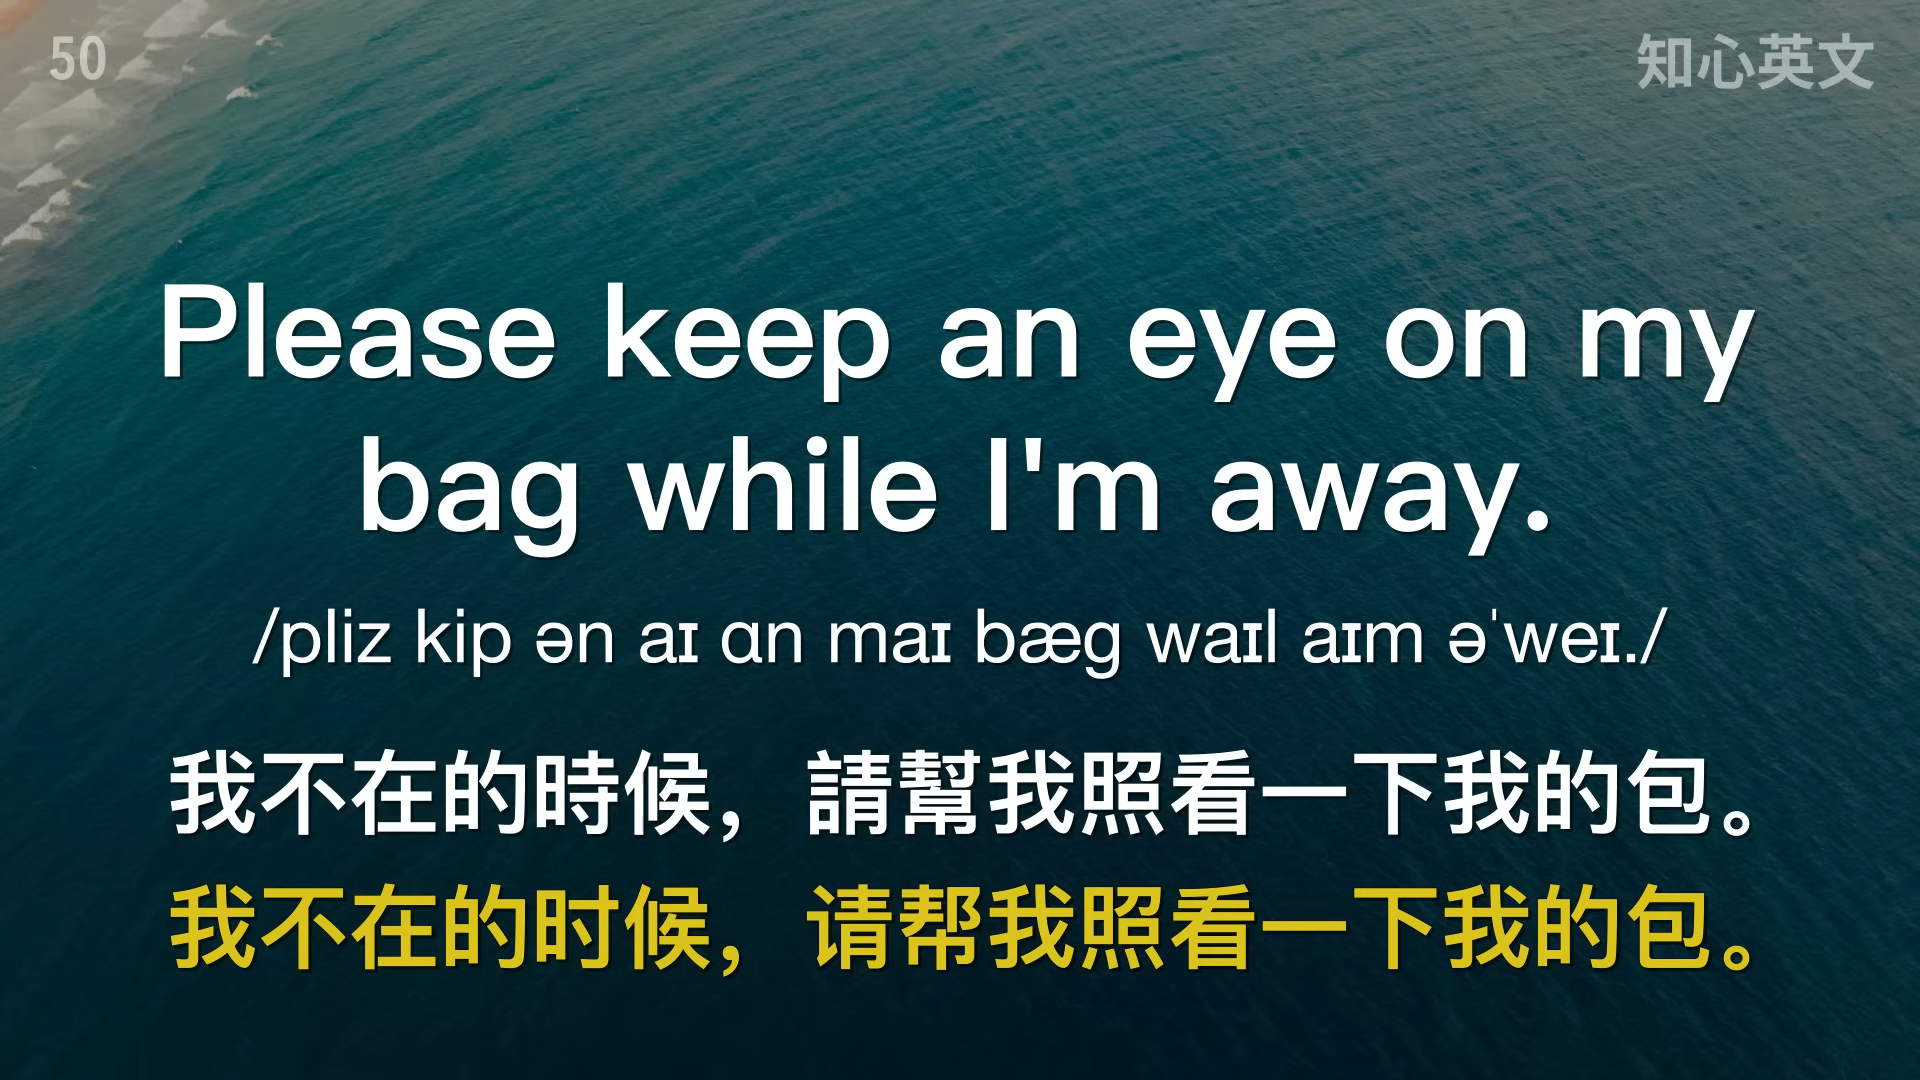 50
知心英文
Please keep an eye on my
bag while I'm away.
/pliz kip ən aɪ ɑn maɪ bæg waɪl aɪm əˈweɪ./
我不在的時候，請幫我照看一下我的包。
我不在的时候，请帮我照看一下我的包。